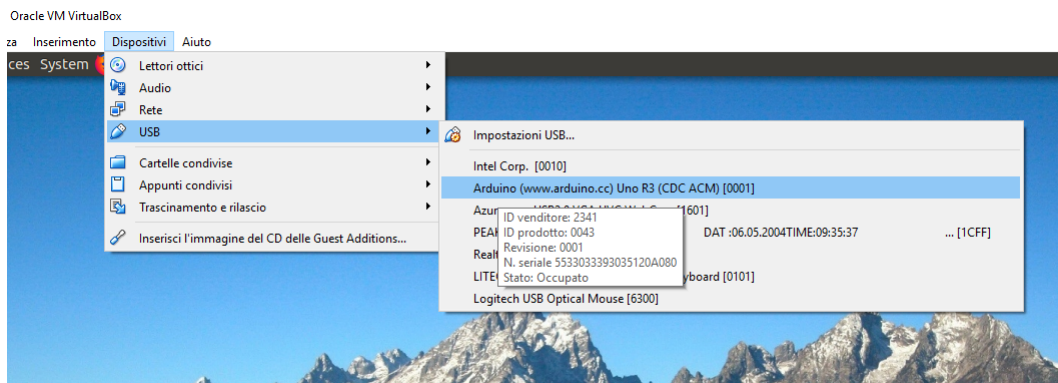 Oracle VM VirtualBox
za Inserimento Dispositivi Aiuto
ces System
Lettori ottici
Audio
Rete
USB
Cartelle condivise
Appunti condivisi
Trascinamento e rilascio
Inserisci l'immagine del CD delle Guest Additions...
Impostazioni USB...
Intel Corp. [0010]
Arduino (www.arduino.cc) Uno R3 (CDC ACM) [0001]
Azu 1601]
PEA DAT :06.05.2004TIME:09:35:37 ... [1CFF]
Real
LITE yboard [0101]
Logitech USB Optical Mouse [6300]
ID venditore: 2341
ID prodotto: 0043
Revisione: 0001
N. seriale 5533033393035120A080
Stato: Occupato